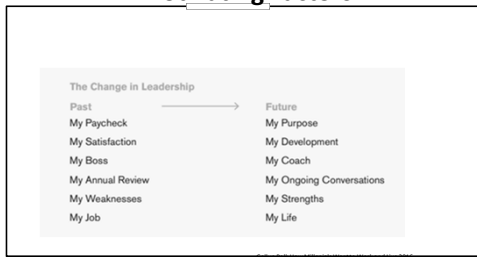 The Change in Leadership
Past Future
My Paycheck My Purpose
My Satisfaction My Development
My Boss My Coach
My Annual Review My Ongoing Conversations
My Weaknesses My Strengths
My Job My Life